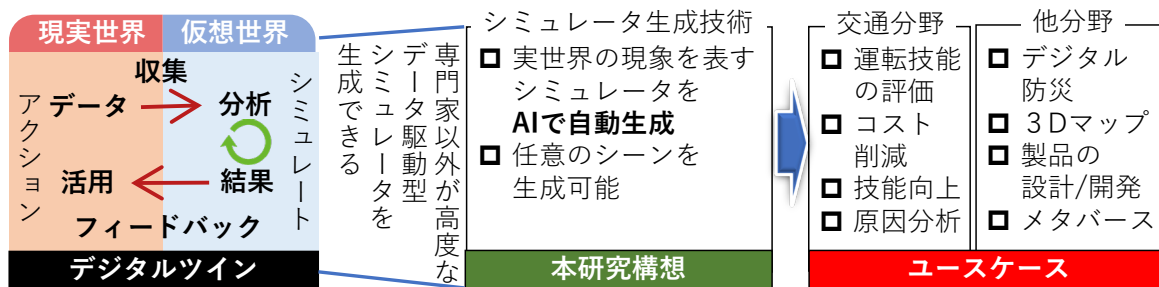 現実世界
仮想世界
収集
データ
分析
アクション
シミュレート
活用
結果
フィードバック
デジタルツイン
専門家以外が高度な
データ駆動型
シミュレータを
生成できる
シミュレータ生成技術
実世界の現象を表す
シミュレータを
AIで自動生成
任意のシーンを
生成可能
本研究構想
交通分野
運転技能
の評価
コスト
削減
技能向上
原因分析
他分野
デジタル
防災
３Dマップ
製品の
設計/開発
メタバース
ユースケース